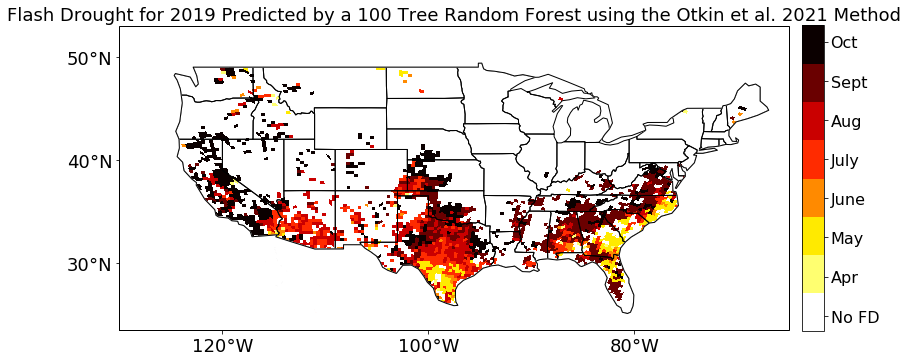 Flash Drought for 2019 Predicted by a 100 Tree Random Forest using the Otkin et al. 2021 Method
50°N
40°N
30°N
120°W
100°W
80°W
Oct
Sept
Aug
July
June
May
Apr
No FD